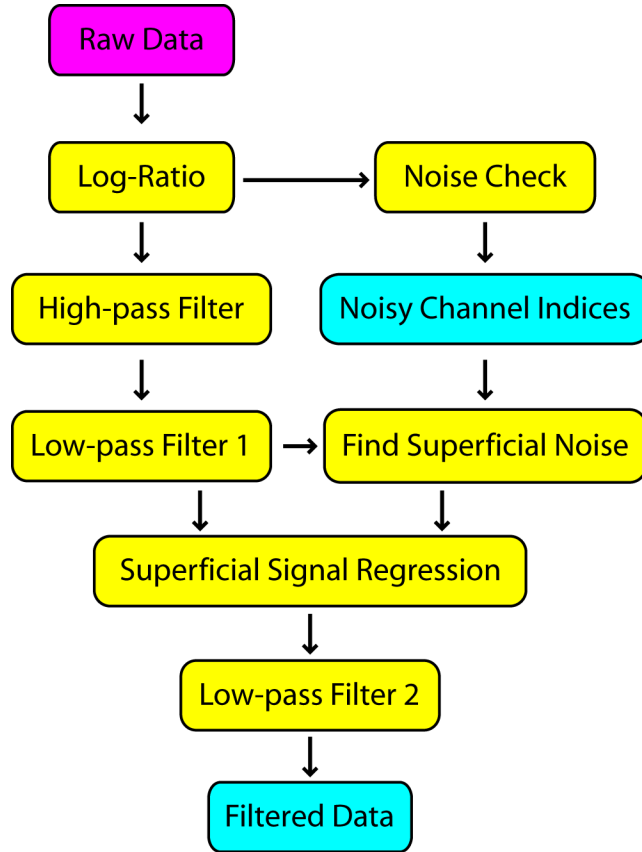 Raw Data
Log-Ratio
Noise Check
High-pass Filter
Noisy Channel Indices
Low-pass Filter 1
Find Superficial Noise
Superficial Signal Regression
Low-pass Filter 2
Filtered Data